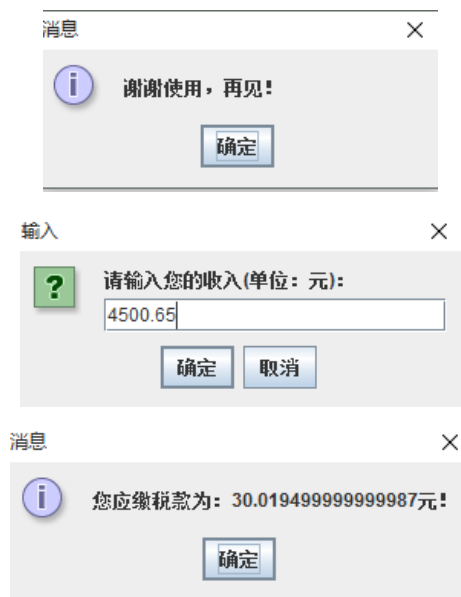 消息
谢谢使用，再见！
确定
输入
请输入您的收入(单位：元)：
4500.65
确定 取消
消息
您应缴税款为：30.019499999999987元！
确定